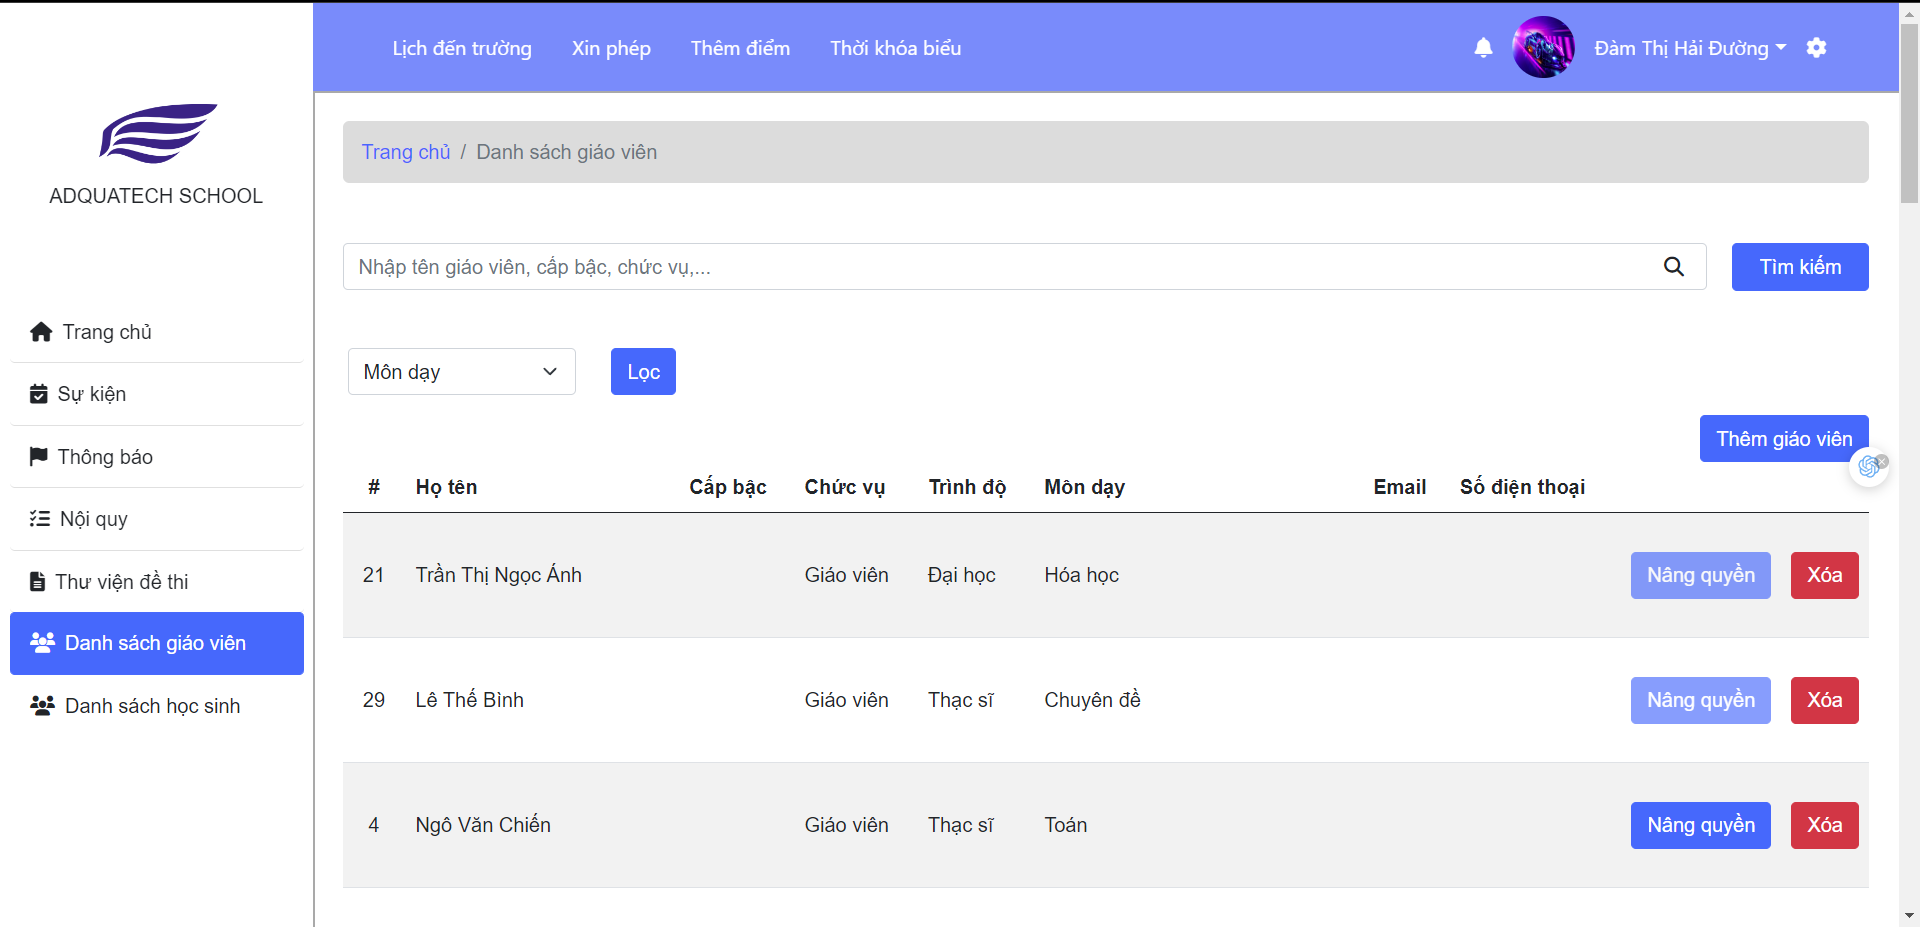 Lịch đến trường Xin phép Thêm điểm Thời khóa biểu Đàm Thị Hải Đường
ADQUATECH SCHOOL
Trang chủ
Sự kiện
Thông báo
Nội quy
Thư viện đề thi
Danh sách giáo viên
Danh sách học sinh
Trang chủ / Danh sách giáo viên
Nhập tên giáo viên, cấp bậc, chức vụ,... Tìm kiếm
Môn dạy Lọc
Thêm giáo viên
# Họ tên Cấp bậc Chức vụ Trình độ Môn dạy Email Số điện thoại
21 Trần Thị Ngọc Ánh Giáo viên Đại học Hóa học Nâng quyền Xóa
29 Lê Thế Bình Giáo viên Thạc sĩ Chuyên đề Nâng quyền Xóa
4 Ngô Văn Chiến Giáo viên Thạc sĩ Toán Nâng quyền Xóa